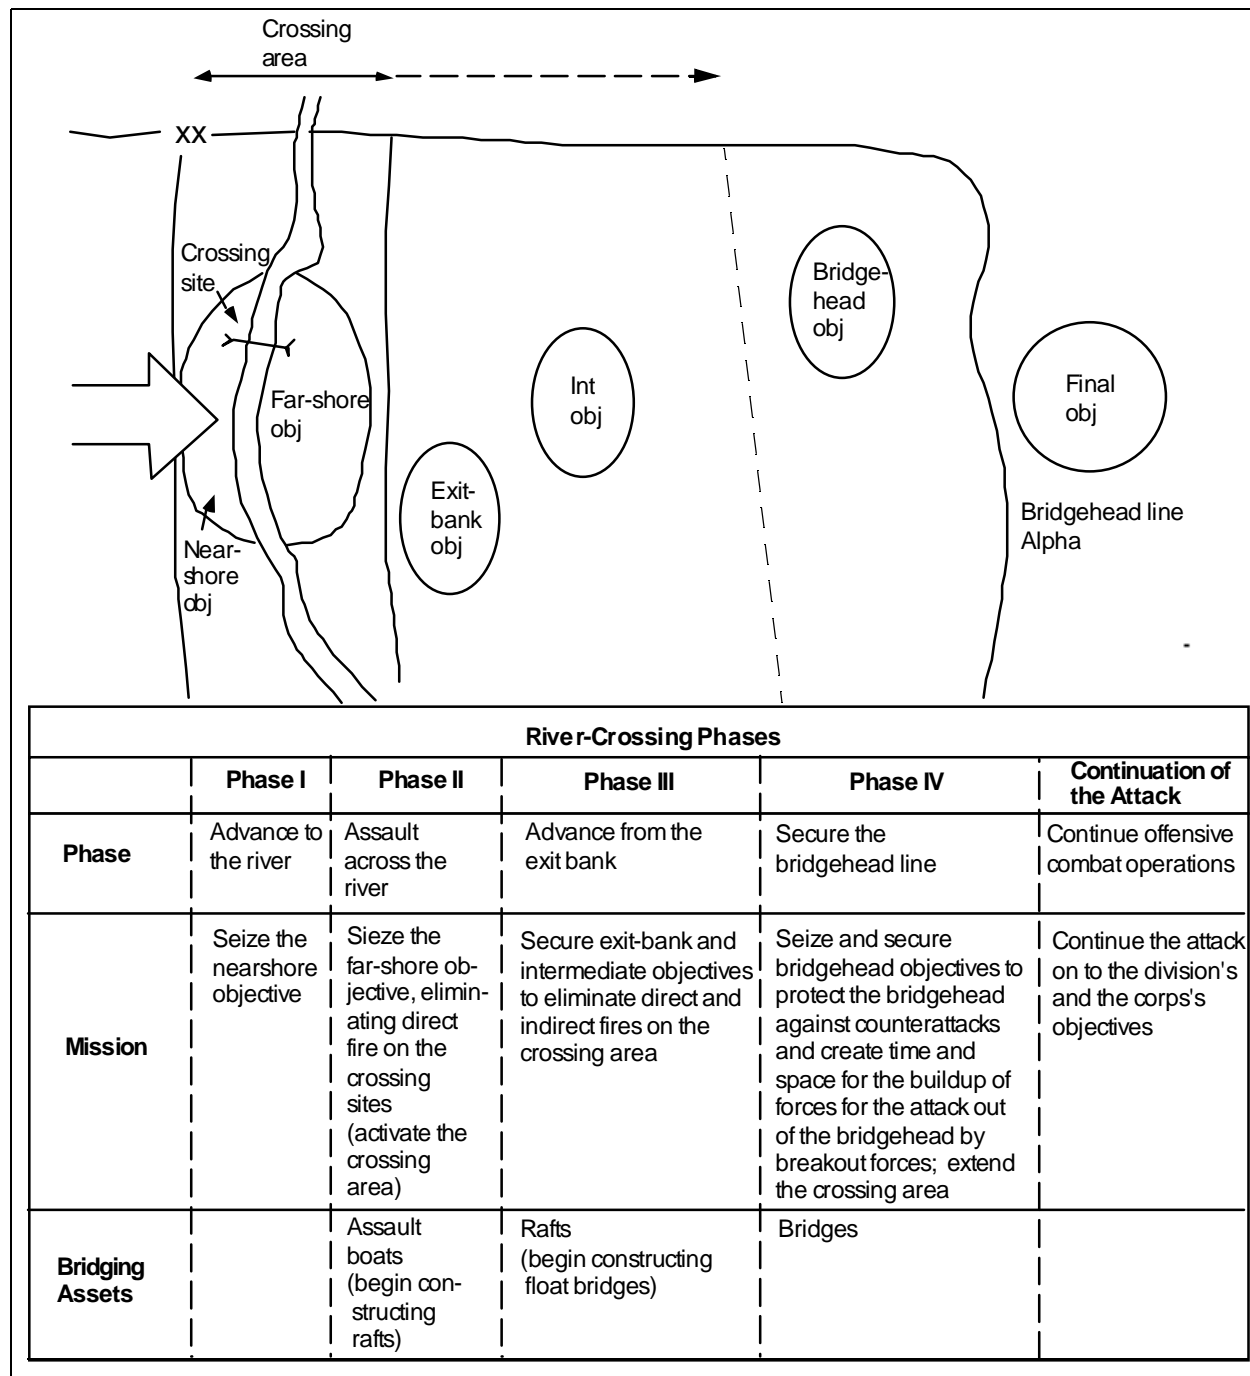 Crossing
area
XX
Crossing
site
Bridge-
head
obj
Int
obj
Final
obj
Far-shore
obj
Exit-
bank
obj
Bridgehead line
Alpha
Near-
shore
obj
River-Crossing Phases
Phase I
Phase II
Phase III
Phase IV
Continuation of
the Attack
Phase
Advance to
the river
Assault
across the
river
Advance from the
exit bank
Secure the
bridgehead line
Continue offensive
combat operations
Mission
Seize the
nearshore
objective
Sieze the
far-shore ob-
jective, elimin-
ating direct
fire on the
crossing
sites
(activate the
crossing
area)
Secure exit-bank and
intermediate objectives
to eliminate direct and
indirect fires on the
crossing area
Seize and secure
bridgehead objectives to
protect the bridgehead
against counterattacks
and create time and
space for the buildup of
forces for the attack out
of the bridgehead by
breakout forces; extend
the crossing area
Continue the attack
on to the division's
and the corps's
objectives
Bridging
Assets
Assault
boats
(begin con-
structing
rafts)
Rafts
(begin constructing
float bridges)
Bridges